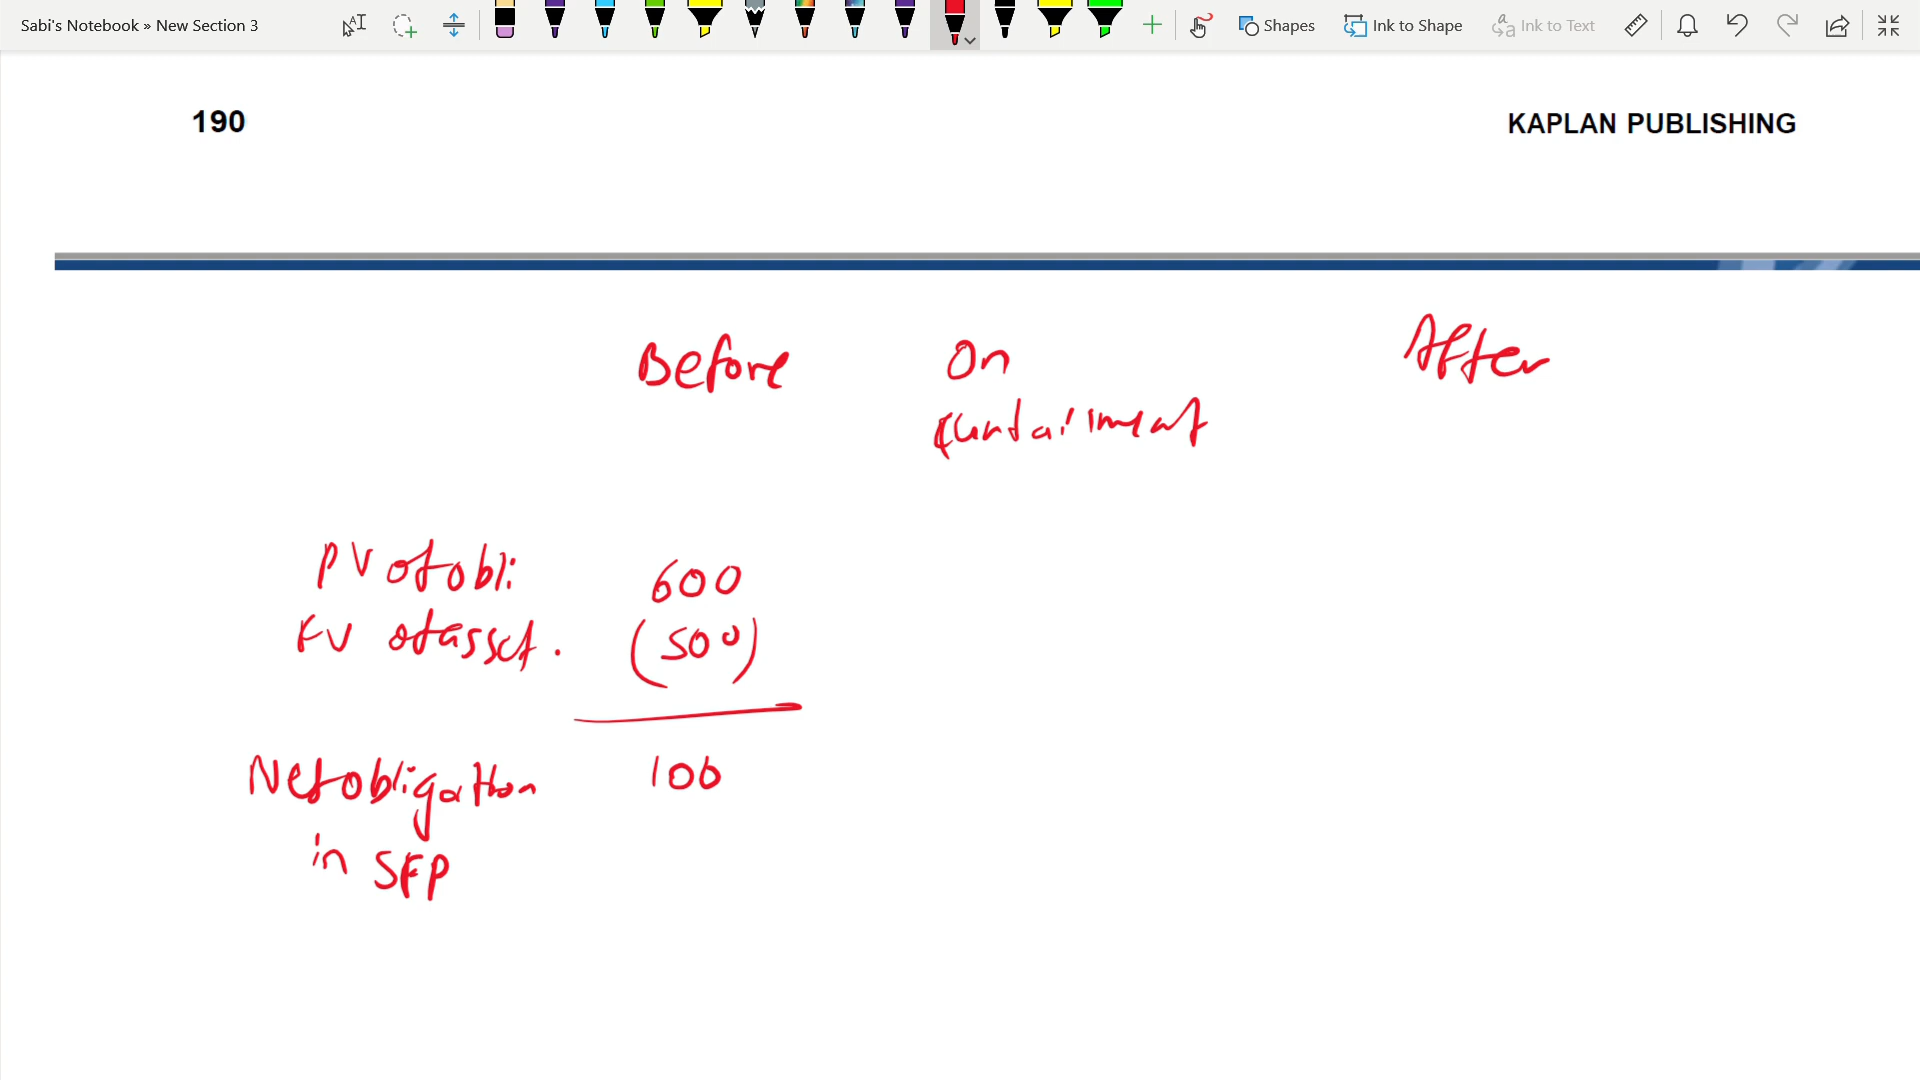 Sabi's Notebook » New Section 3
Shapes
Ink to Shape
Ink to Text
190
KAPLAN PUBLISHING
Before On After
Curtailment
PV of obli 600
FV of asset. (500)
Net obligation 100
in SFP